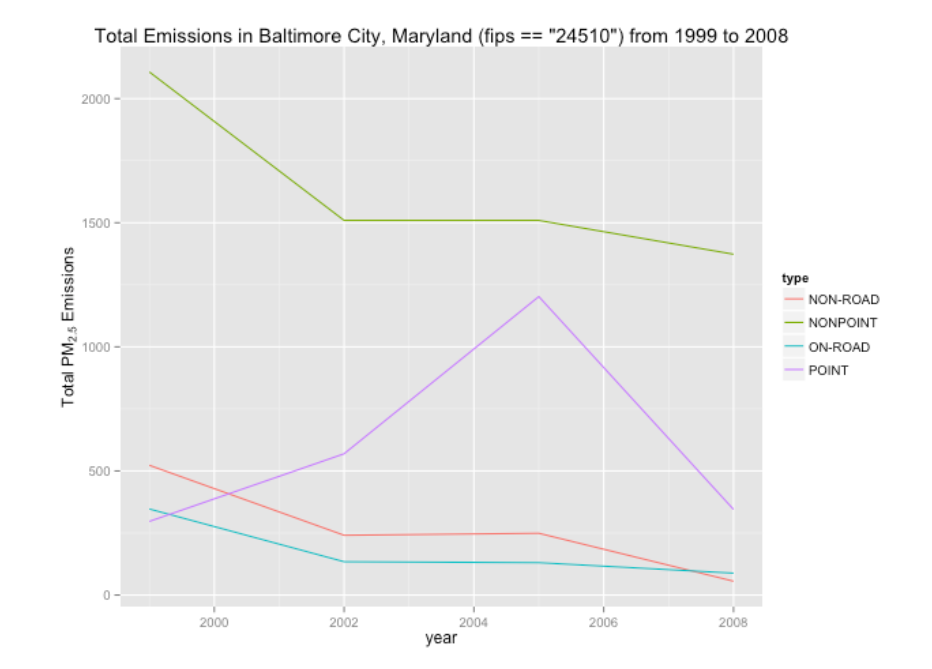 Total Emissions in Baltimore City, Maryland (fips == "24510") from 1999 to 2008
Total PM2.5 Emissions
2000
1500
1000
500
0
2000 2002 2004 2006 2008
year
type
NON-ROAD
NONPOINT
ON-ROAD
POINT